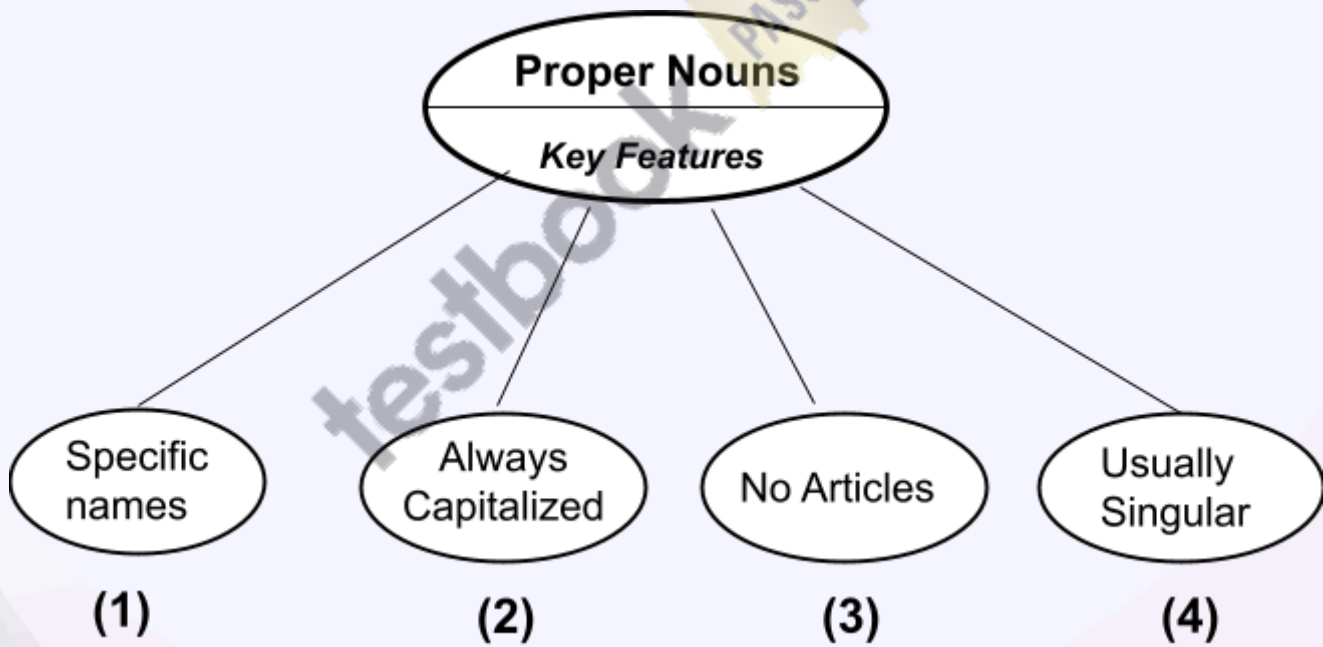 Proper Nouns
Key Features
Specific
names
Always
Capitalized
No Articles
Usually
Singular
(1)
(2)
(3)
(4)
testbook